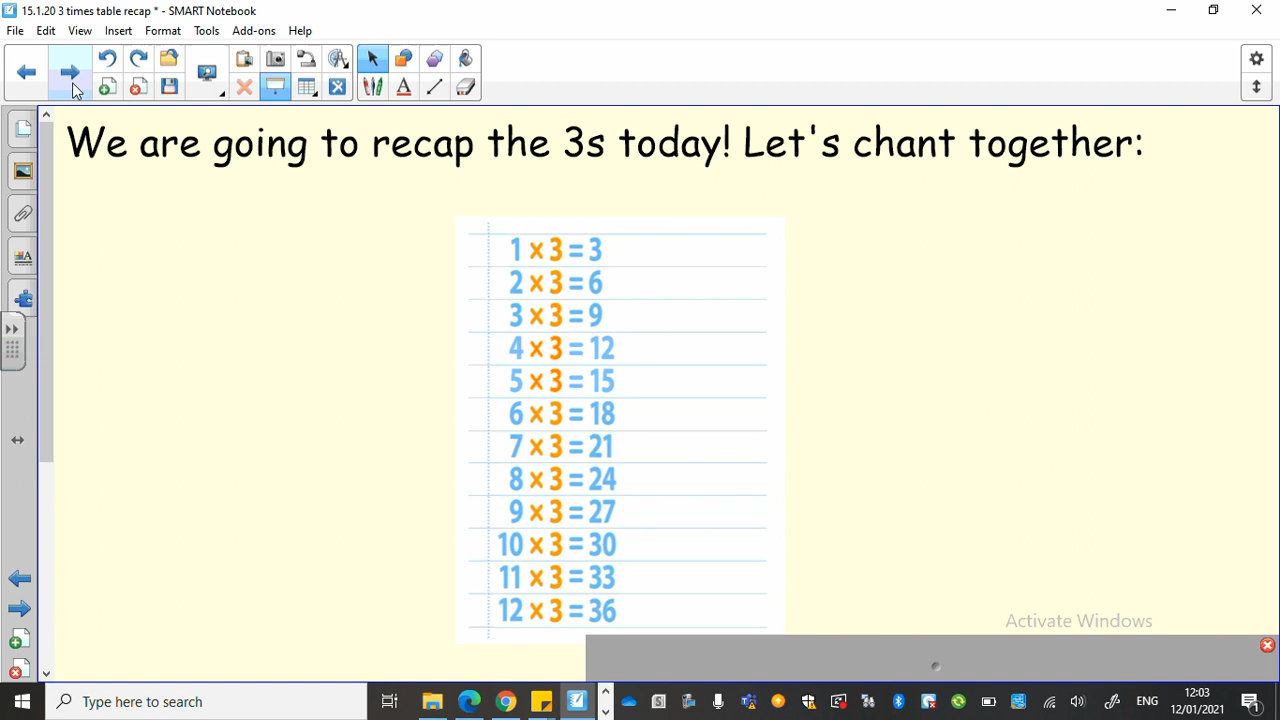 15.1.20 3 times table recap * - SMART Notebook
File Edit View Insert Format Tools Add-ons Help
We are going to recap the 3s today! Let's chant together:
1 × 3 = 3
2 × 3 = 6
3 × 3 = 9
4 × 3 = 12
5 × 3 = 15
6 × 3 = 18
7 × 3 = 21
8 × 3 = 24
9 × 3 = 27
10 × 3 = 30
11 × 3 = 33
12 × 3 = 36
Activate Windows
Type here to search
ENG
12:03
12/01/2021